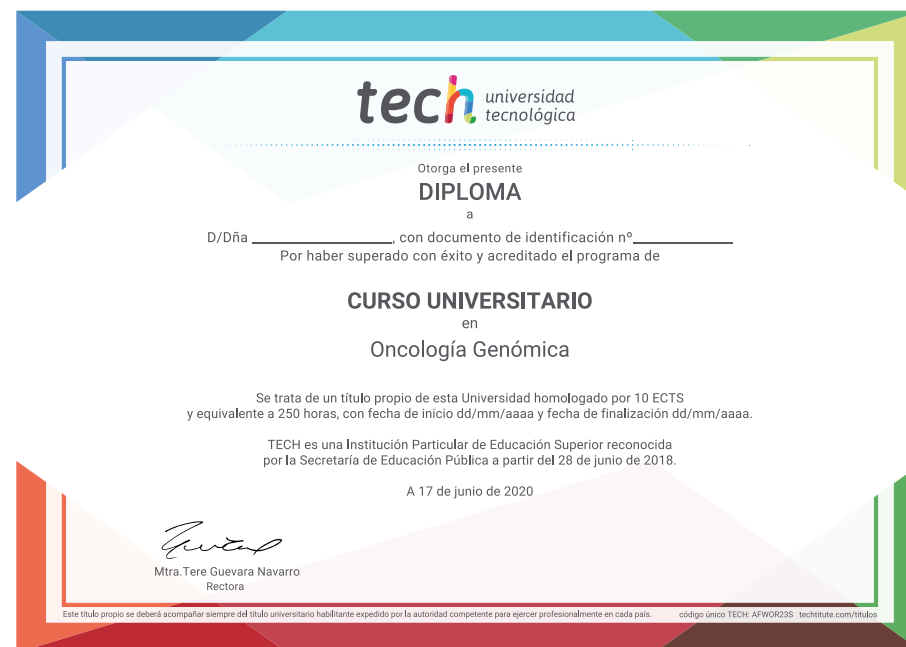 tech universidad
tecnológica
Otorga el presente
DIPLOMA
a
D/Dña ____________________, con documento de identificación nº______________
Por haber superado con éxito y acreditado el programa de
CURSO UNIVERSITARIO
en
Oncología Genómica
Se trata de un título propio de esta Universidad homologado por 10 ECTS
y equivalente a 250 horas, con fecha de inicio dd/mm/aaaa y fecha de finalización dd/mm/aaaa.
TECH es una Institución Particular de Educación Superior reconocida
por la Secretaría de Educación Pública a partir del 28 de junio de 2018.
A 17 de junio de 2020
Mtra.Tere Guevara Navarro
Rectora
Este título propio se deberá acompañar siempre del título universitario habilitante expedido por la autoridad competente para ejercer profesionalmente en cada país. código único TECH: AFWOR23S techtitute.com/titulos